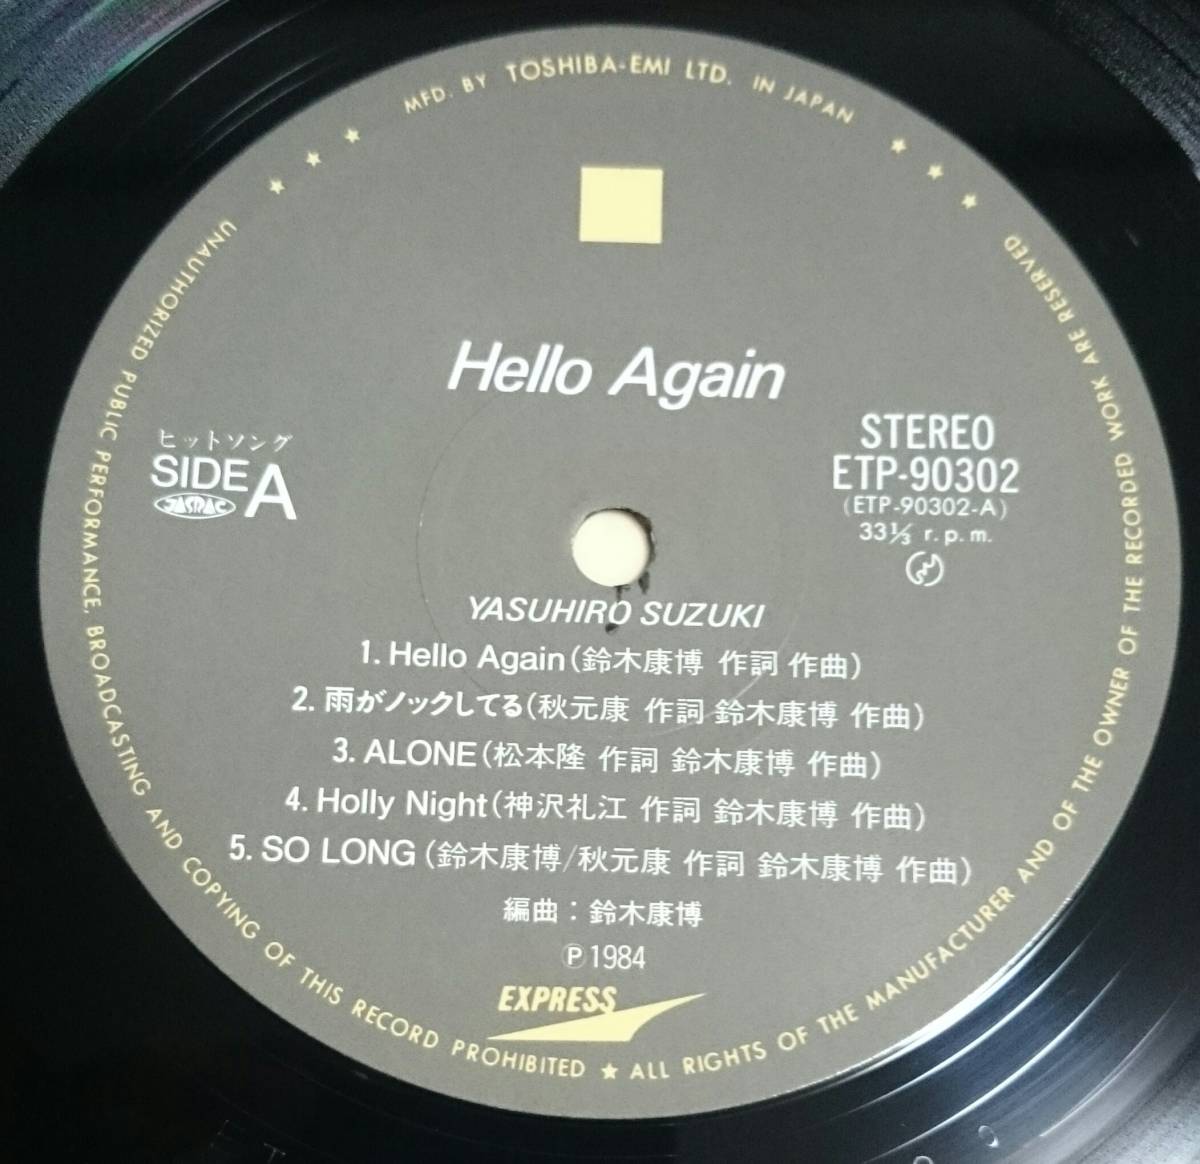 MFD. BY TOSHIBA-EMI LTD. IN JAPAN
Hello Again
ヒットソング
SIDE A
JASRAC
STEREO
ETP-90302
(ETP-90302-A)
33⅓ r.p.m.
YASUHIRO SUZUKI
1. Hello Again (鈴木康博 作詞 作曲)
2. 雨がノックしてる (秋元康 作詞 鈴木康博 作曲)
3. ALONE (松本隆 作詞 鈴木康博 作曲)
4. Holly Night (神沢礼江 作詞 鈴木康博 作曲)
5. SO LONG (鈴木康博/秋元康 作詞 鈴木康博 作曲)
編曲：鈴木康博
Ⓟ1984
EXPRESS
UNAUTHORIZED PUBLIC PERFORMANCE, BROADCASTING AND COPYING OF THIS RECORD PROHIBITED ★ ALL RIGHTS OF THE MANUFACTURER AND OF THE OWNER OF THE RECORDED WORK ARE RESERVED